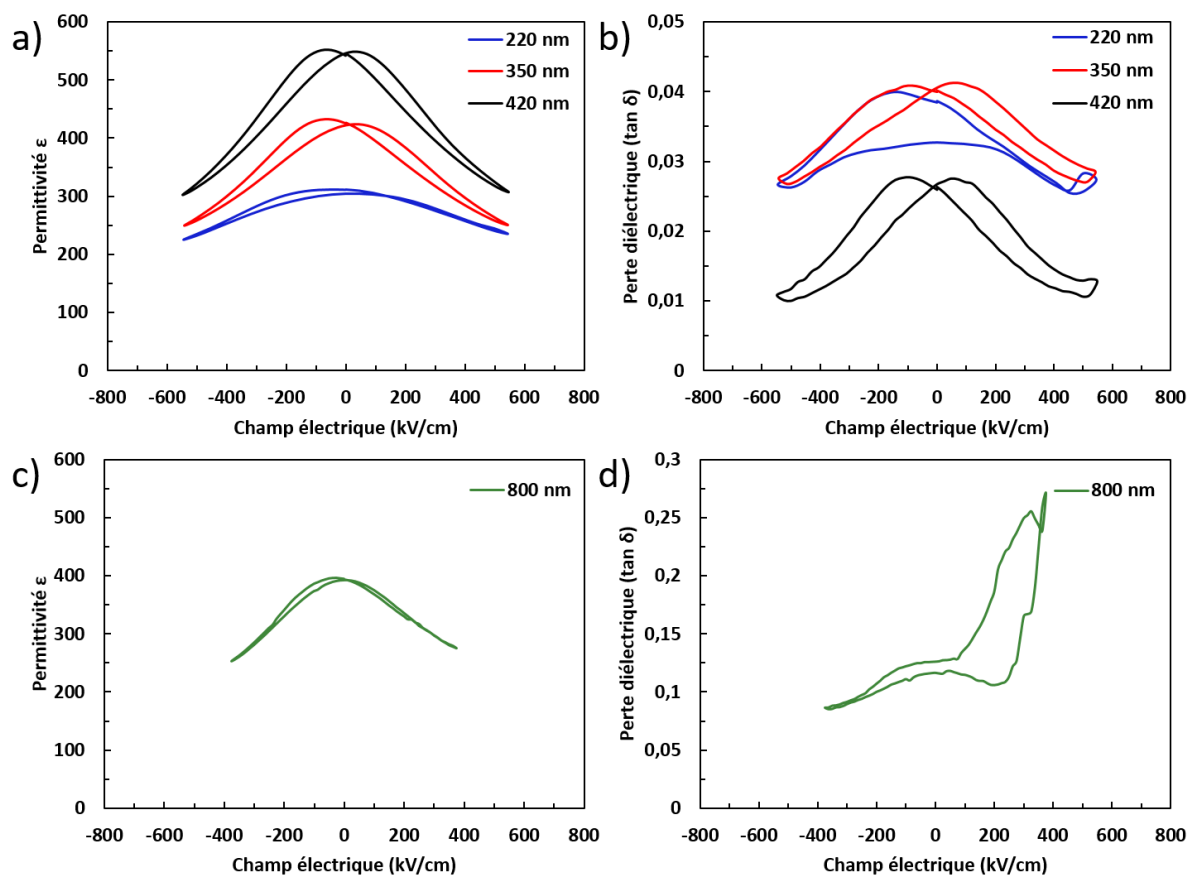 a)
600
500
400
300
200
100
0
-800 -600 -400 -200 0 200 400 600 800
Permittivité ε
Champ électrique (kV/cm)
220 nm
350 nm
420 nm
b)
0,05
0,04
0,03
0,02
0,01
0
-800 -600 -400 -200 0 200 400 600 800
Perte diélectrique (tan δ)
Champ électrique (kV/cm)
220 nm
350 nm
420 nm
c)
600
500
400
300
200
100
0
-800 -600 -400 -200 0 200 400 600 800
Permittivité ε
Champ électrique (kV/cm)
800 nm
d)
0,3
0,25
0,2
0,15
0,1
0,05
0
-800 -600 -400 -200 0 200 400 600 800
Perte diélectrique (tan δ)
Champ électrique (kV/cm)
800 nm